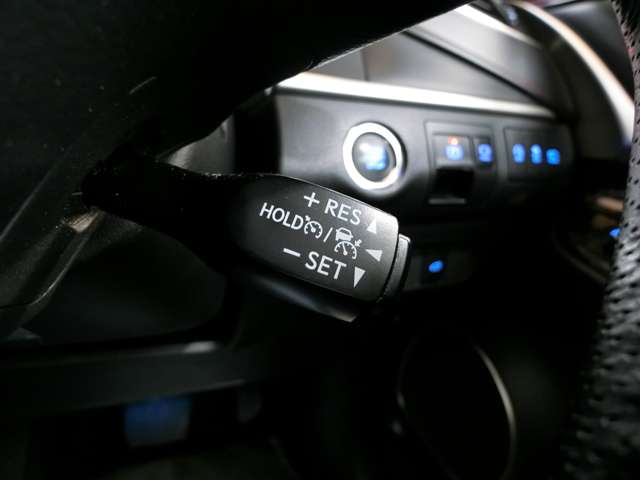 + RES
HOLD /
− SET